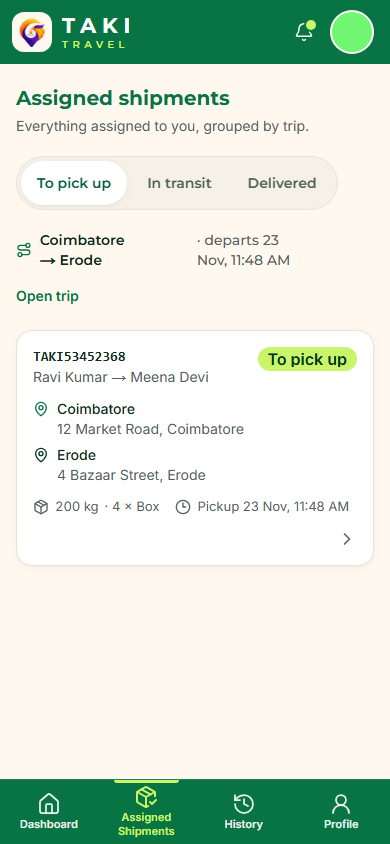 TAKI
TRAVEL
Assigned shipments
Everything assigned to you, grouped by trip.
To pick up
In transit
Delivered
Coimbatore → Erode
· departs 23 Nov, 11:48 AM
Open trip
TAKI53452368
To pick up
Ravi Kumar → Meena Devi
Coimbatore
12 Market Road, Coimbatore
Erode
4 Bazaar Street, Erode
200 kg · 4 × Box
Pickup 23 Nov, 11:48 AM
Dashboard
Assigned Shipments
History
Profile